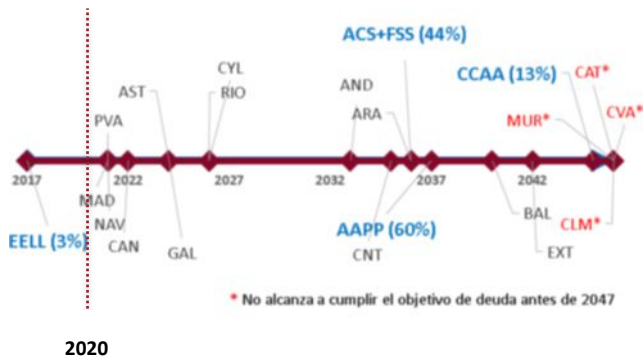 ACS+FSS (44%)
CYL
CCAA (13%)
CAT*
AST
RIO
AND
ARA
CVA*
PVA
MUR*
2017
2022
2027
2032
2037
2042
MAD
NAV
EELL (3%)
CAN
GAL
AAPP (60%)
CNT
BAL
CLM*
EXT
* No alcanza a cumplir el objetivo de deuda antes de 2047
2020